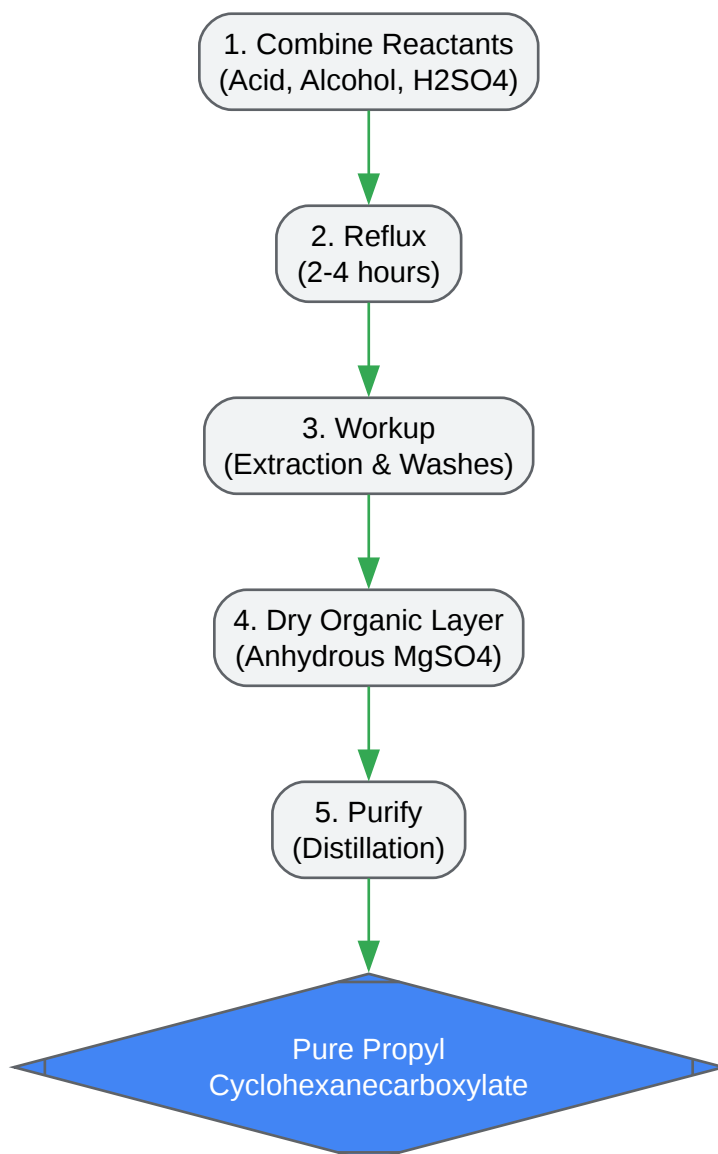 1. Combine Reactants
(Acid, Alcohol, H2SO4)
2. Reflux
(2-4 hours)
3. Workup
(Extraction & Washes)
4. Dry Organic Layer
(Anhydrous MgSO4)
5. Purify
(Distillation)
Pure Propyl
Cyclohexanecarboxylate